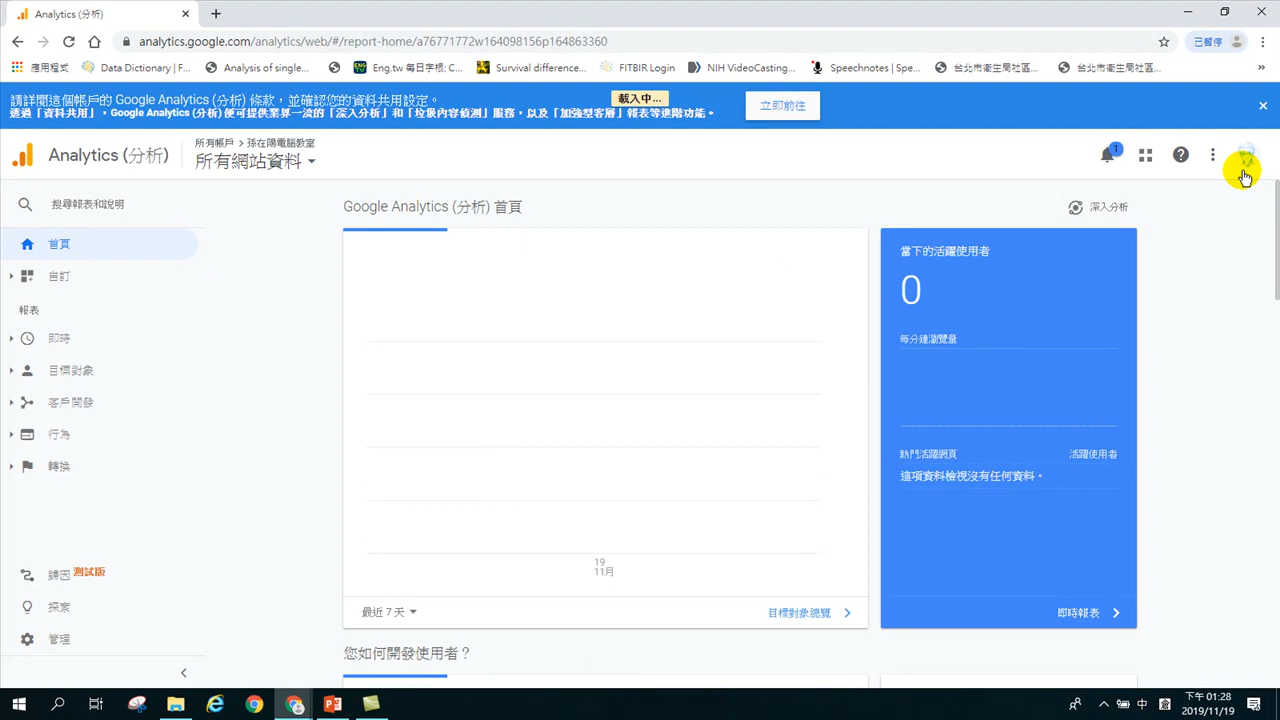 Analytics (分析)
analytics.google.com/analytics/web/#/report-home/a76771772w164098156p164863360
已暫停
應用程式
Data Dictionary | F...
Analysis of single...
Eng.tw 每日字根: C...
Survival difference...
FITBIR Login
NIH VideoCasting...
Speechnotes | Spe...
台北市衛生局社區...
台北市衛生局社區...
»
請詳閱這個帳戶的 Google Analytics (分析) 條款，並確認您的資料共用設定。
載入中...
立即前往
透過「資料共用」，Google Analytics (分析) 便可提供業界一流的「深入分析」和「垃圾內容偵測」服務，以及「加強型客層」報表等進階功能。
所有帳戶 > 孫在陽電腦教室
Analytics (分析)
所有網站資料
1
搜尋報表和說明
Google Analytics (分析) 首頁
深入分析
首頁
自訂
報表
即時
目標對象
客戶開發
行為
轉換
歸因 測試版
探索
管理
19
11月
最近 7 天
目標對象總覽
當下的活躍使用者
0
每分鐘瀏覽量
熱門活躍網頁
活躍使用者
這項資料檢視沒有任何資料。
即時報表
您如何開發使用者？
中
下午 01:28
2019/11/19